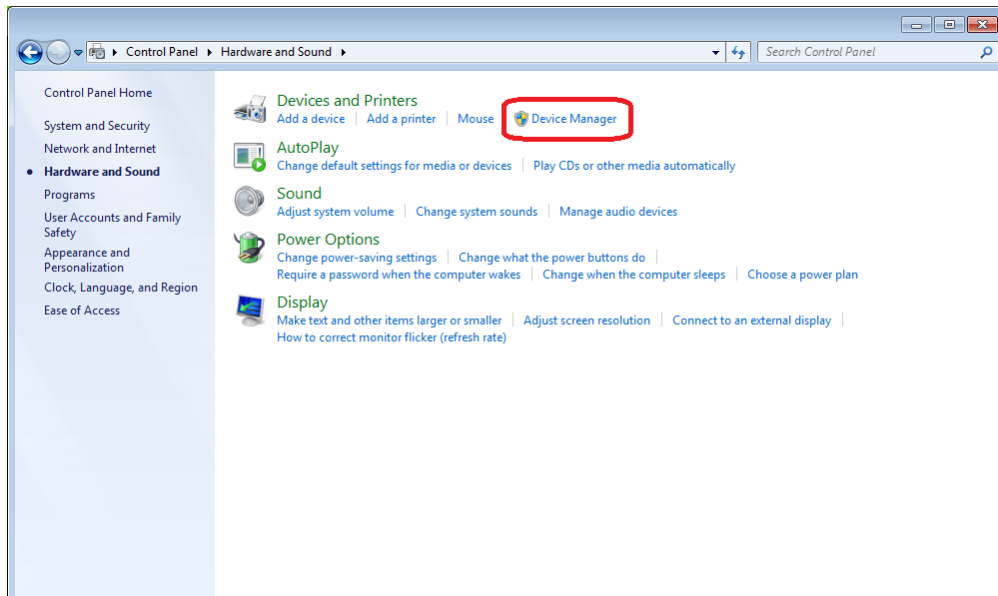 Control Panel Hardware and Sound
Search Control Panel
Control Panel Home
System and Security
Network and Internet
Hardware and Sound
Programs
User Accounts and Family
Safety
Appearance and
Personalization
Clock, Language, and Region
Ease of Access
Devices and Printers
Add a device Add a printer Mouse Device Manager
AutoPlay
Change default settings for media or devices Play CDs or other media automatically
Sound
Adjust system volume Change system sounds Manage audio devices
Power Options
Change power-saving settings Change what the power buttons do
Require a password when the computer wakes Change when the computer sleeps Choose a power plan
Display
Make text and other items larger or smaller Adjust screen resolution Connect to an external display
How to correct monitor flicker (refresh rate)